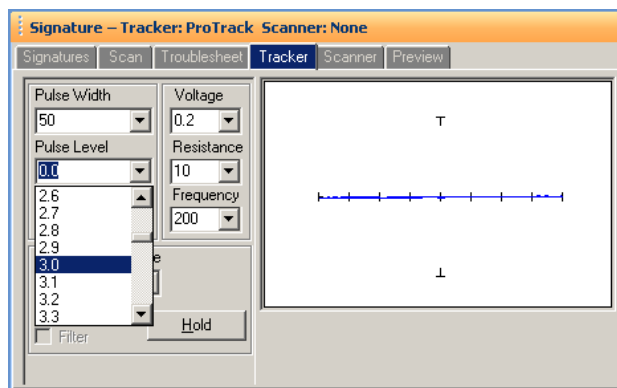 Signature – Tracker: ProTrack Scanner: None
Signatures Scan Troubleshoot Tracker Scanner Preview
Pulse Width
50
Pulse Level
0.0
2.6
2.7
2.8
2.9
3.0
3.1
3.2
3.3
Filter
Voltage
0.2
Resistance
10
Frequency
200
e
Hold